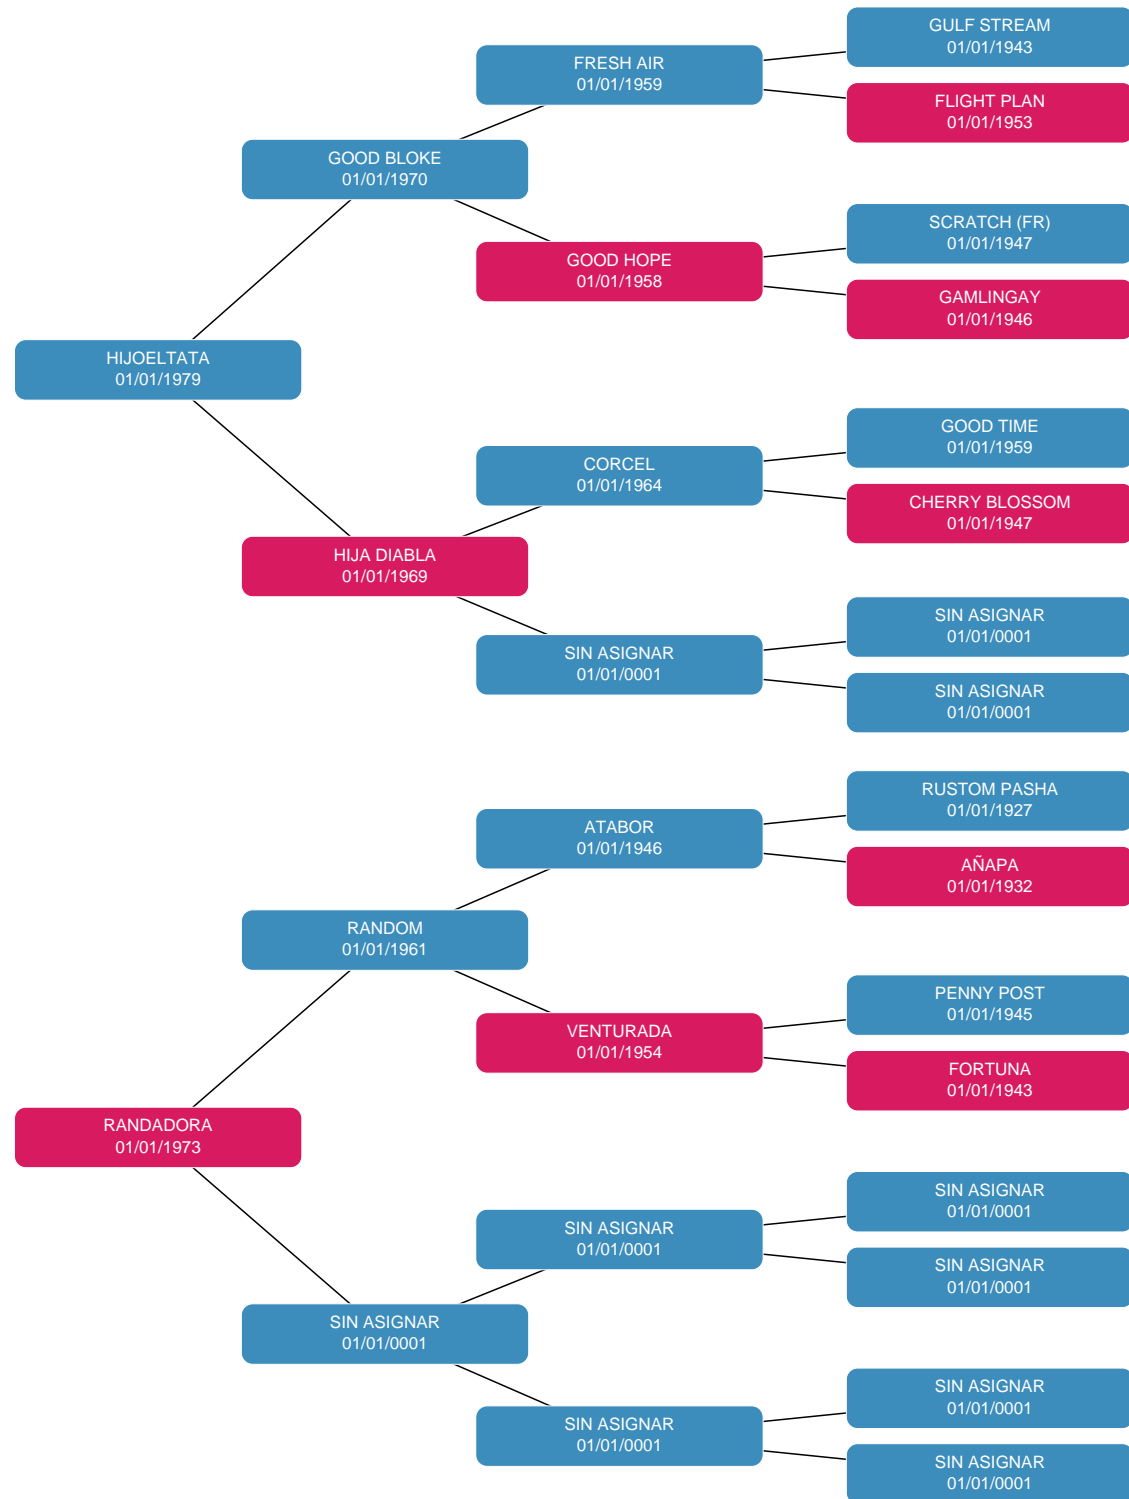 GULF STREAM
01/01/1943
FRESH AIR
01/01/1959
FLIGHT PLAN
01/01/1953
GOOD BLOKE
01/01/1970
SCRATCH (FR)
01/01/1947
GOOD HOPE
01/01/1958
GAMLINGAY
01/01/1946
HIJOELTATA
01/01/1979
GOOD TIME
01/01/1959
CORCEL
01/01/1964
CHERRY BLOSSOM
01/01/1947
HIJA DIABLA
01/01/1969
SIN ASIGNAR
01/01/0001
SIN ASIGNAR
01/01/0001
SIN ASIGNAR
01/01/0001
RUSTOM PASHA
01/01/1927
ATABOR
01/01/1946
AÑAPA
01/01/1932
RANDOM
01/01/1961
PENNY POST
01/01/1945
VENTURADA
01/01/1954
FORTUNA
01/01/1943
RANDADORA
01/01/1973
SIN ASIGNAR
01/01/0001
SIN ASIGNAR
01/01/0001
SIN ASIGNAR
01/01/0001
SIN ASIGNAR
01/01/0001
SIN ASIGNAR
01/01/0001
SIN ASIGNAR
01/01/0001
SIN ASIGNAR
01/01/0001